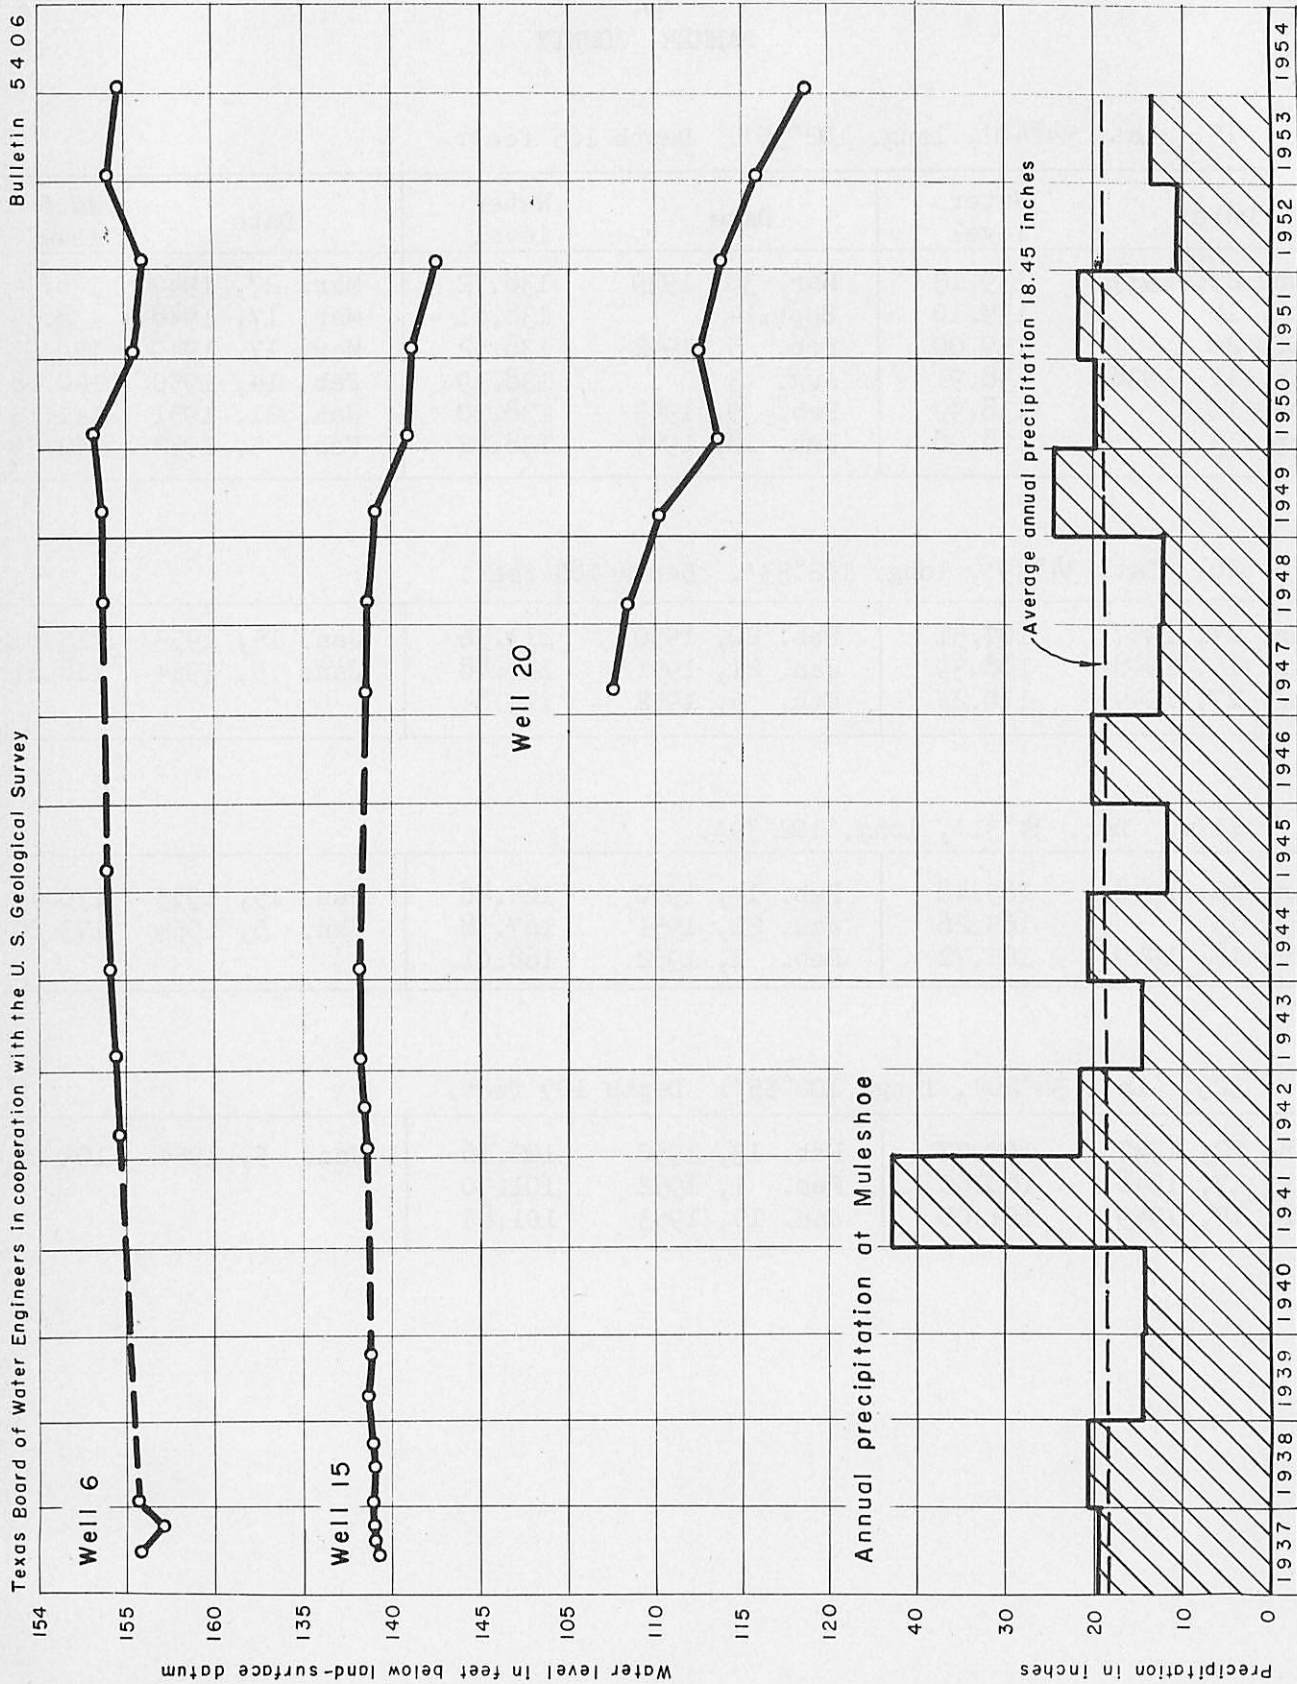 Texas Board of Water Engineers in cooperation with the U. S. Geological Survey
Bulletin 5406
Water level in feet below land-surface datum
154
155
160
135
140
145
105
110
115
120
Well 6
Well 15
Well 20
Annual precipitation at Muleshoe
Average annual precipitation 18.45 inches
Precipitation in inches
40
30
20
10
0
1937 1938 1939 1940 1941 1942 1943 1944 1945 1946 1947 1948 1949 1950 1951 1952 1953 1954